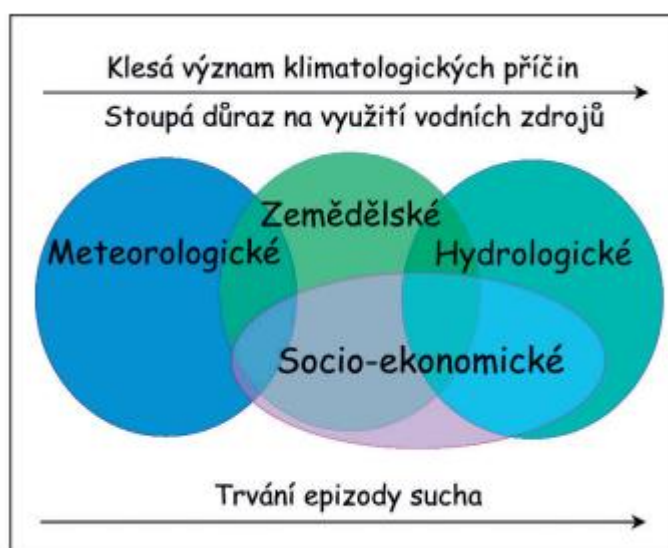 Klesá význam klimatologických příčin
Stoupá důraz na využití vodních zdrojů
Zemědělské
Meteorologické
Hydrologické
Socio-ekonomické
Trvání epizody sucha